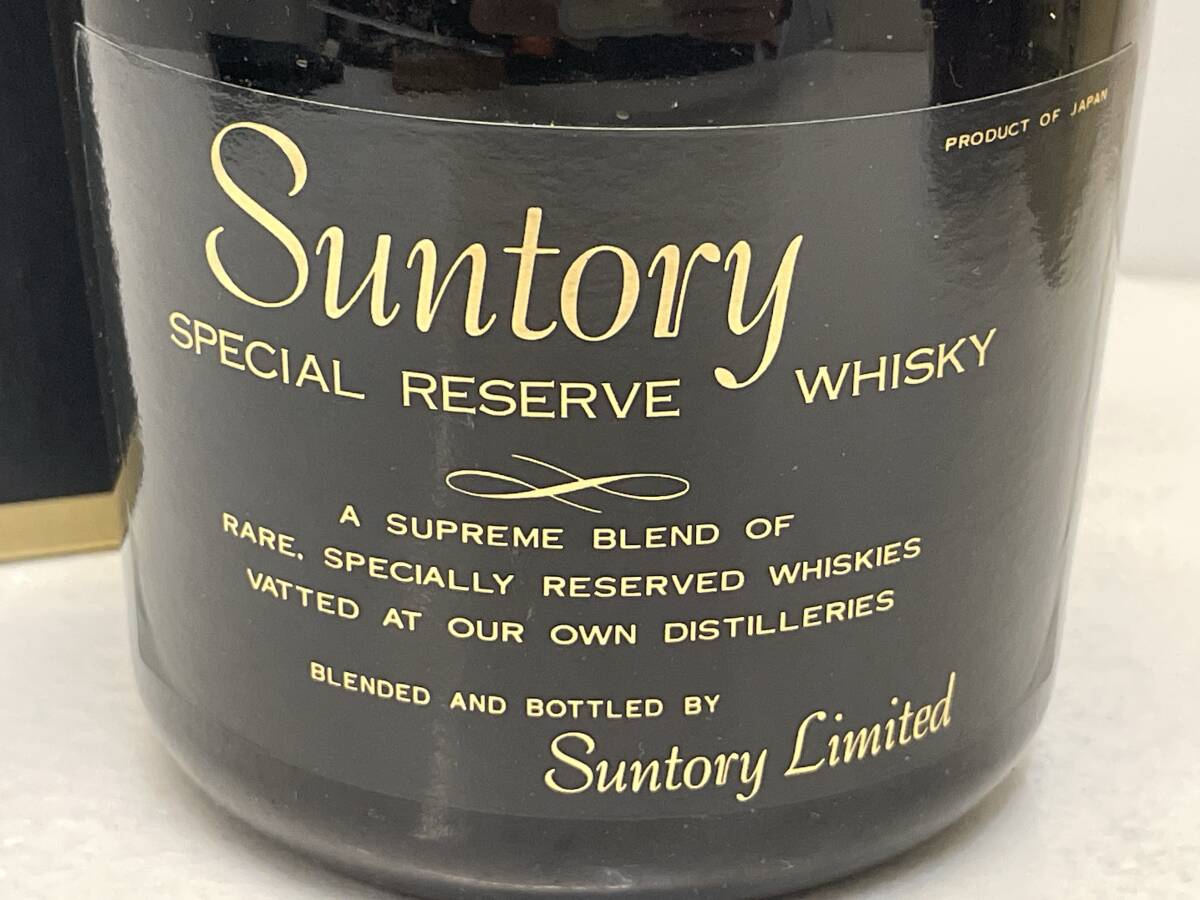 PRODUCT OF JAPAN
Suntory
SPECIAL RESERVE WHISKY
A SUPREME BLEND OF
RARE, SPECIALLY RESERVED WHISKIES
VATTED AT OUR OWN DISTILLERIES
BLENDED AND BOTTLED BY
Suntory Limited